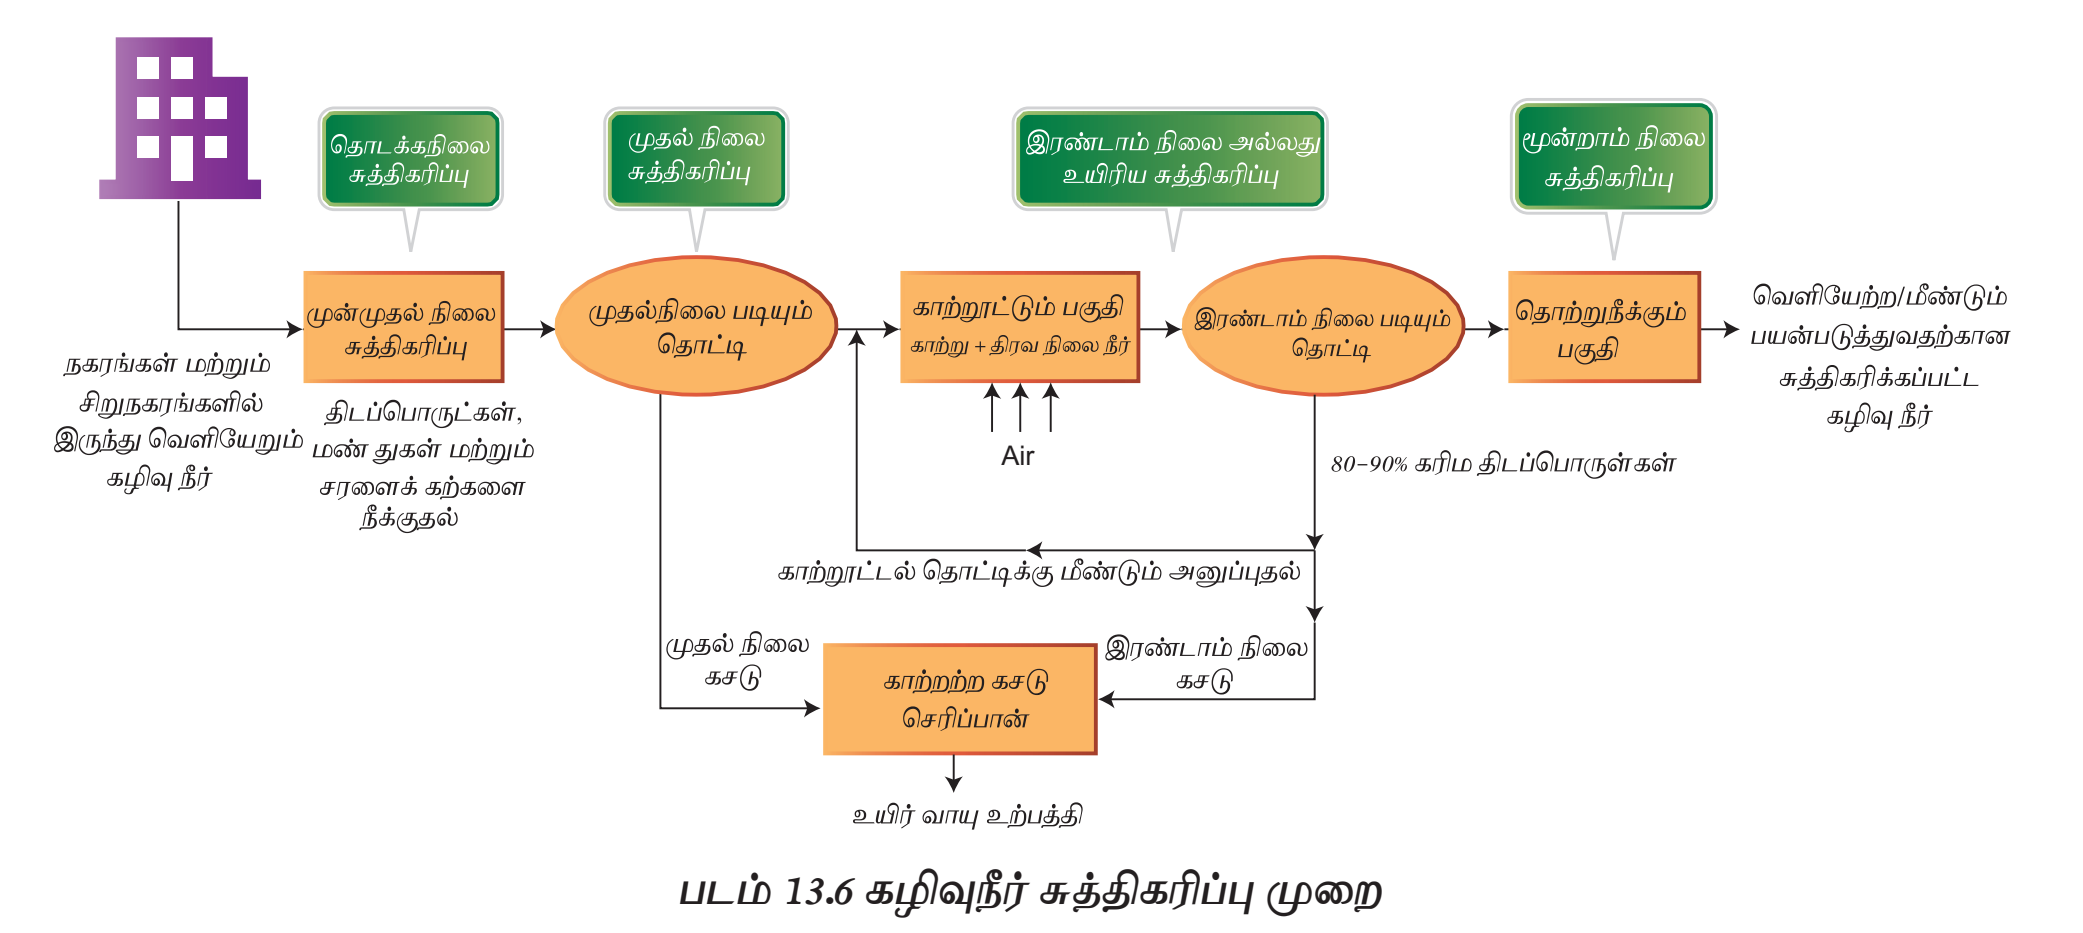 தொடக்கநிலை
சுத்திகரிப்பு
முதல் நிலை
சுத்திகரிப்பு
இரண்டாம் நிலை அல்லது
உயிரிய சுத்திகரிப்பு
மூன்றாம் நிலை
சுத்திகரிப்பு
முன்முதல் நிலை
சுத்திகரிப்பு
முதல்நிலை படியும்
தொட்டி
காற்றூட்டும் பகுதி
காற்று + திரவ நிலை நீர்
இரண்டாம் நிலை படியும்
தொட்டி
தொற்றுநீக்கும்
பகுதி
வெளியேற்ற/மீண்டும்
பயன்படுத்துவதற்கான
சுத்திகரிக்கப்பட்ட
கழிவு நீர்
நகரங்கள் மற்றும்
சிறுநகரங்களில்
இருந்து வெளியேறும்
கழிவு நீர்
திடப்பொருட்கள்,
மண் துகள் மற்றும்
சரளைக் கற்களை
நீக்குதல்
Air
80-90% கரிம திடப்பொருள்கள்
காற்றூட்டல் தொட்டிக்கு மீண்டும் அனுப்புதல்
முதல் நிலை
கசடு
காற்றற்ற கசடு
செரிப்பான்
இரண்டாம் நிலை
கசடு
உயிர் வாயு உற்பத்தி
படம் 13.6 கழிவுநீர் சுத்திகரிப்பு முறை